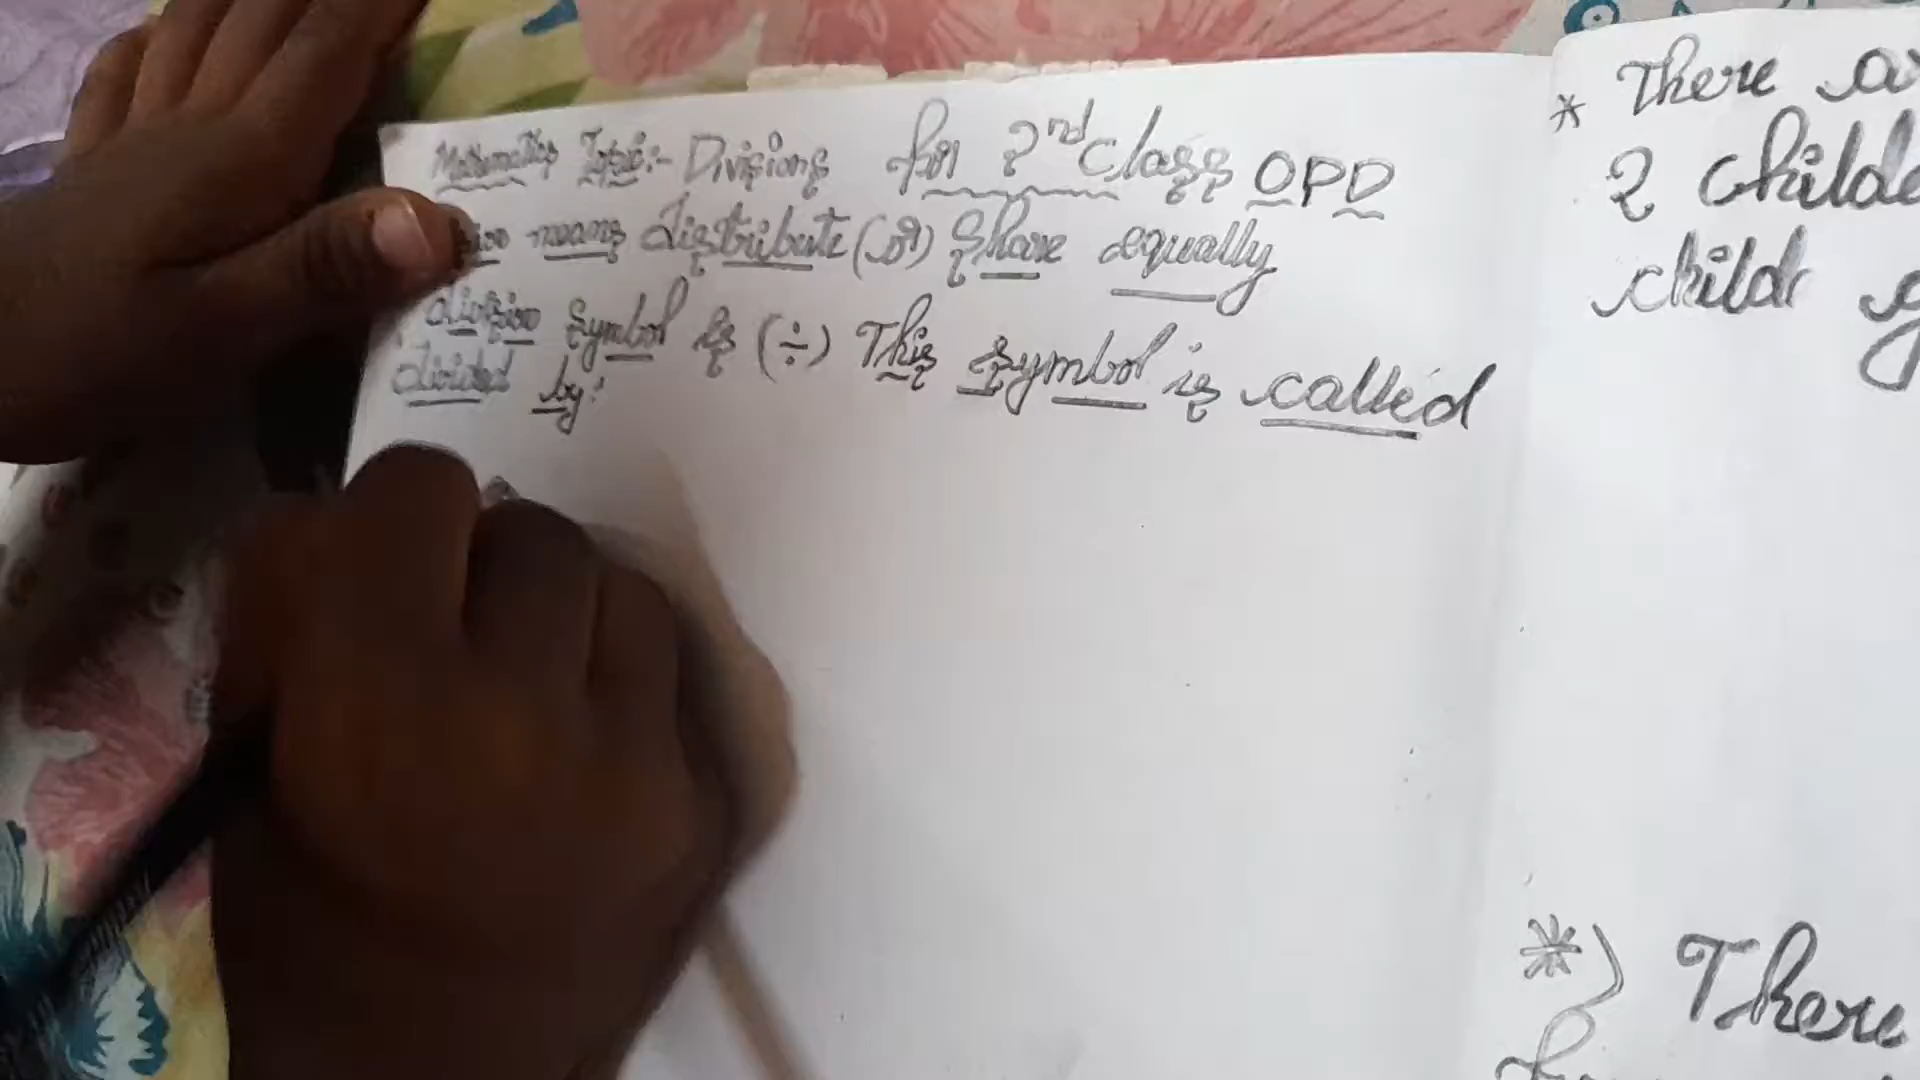 Mathematics Topic:- Divisions for 2nd Class OPD
means distribute (or) Share equally
division symbol is (÷) This symbol is called
divided by:
* There
2 child
child
*) There